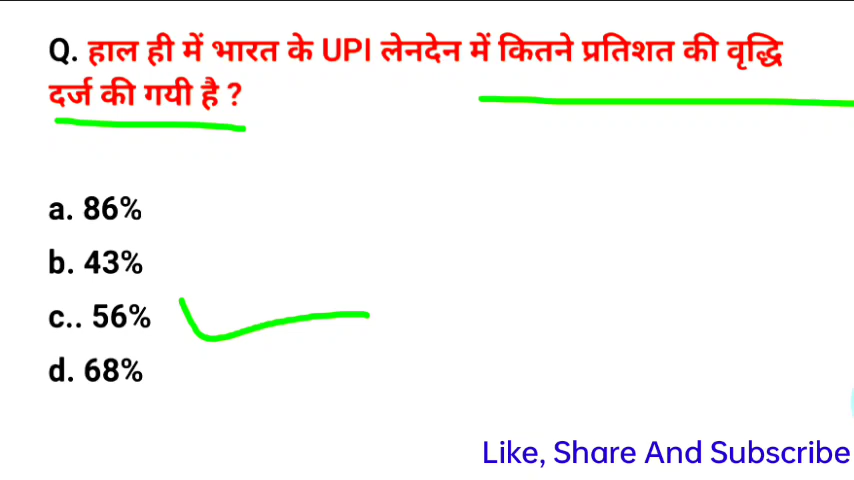 Q. हाल ही में भारत के UPI लेनदेन में कितने प्रतिशत की वृद्धि
दर्ज की गयी है ?
a. 86%
b. 43%
c.. 56%
d. 68%
Like, Share And Subscribe